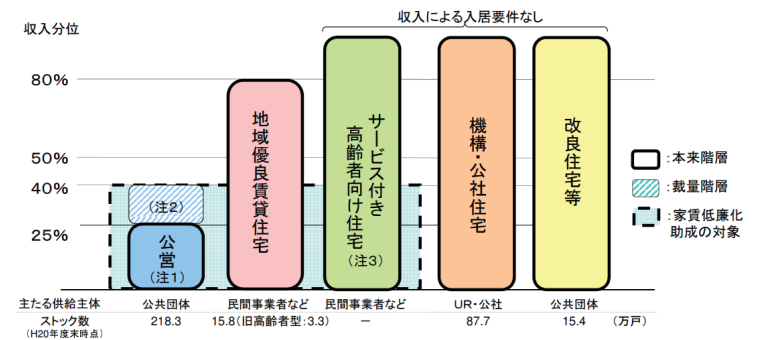 収入による入居要件なし
収入分位
80%
50%
40%
25%
(注2)
公営
(注1)
地域優良賃貸住宅
サービス付き
高齢者向け住宅
(注3)
機構・公社住宅
改良住宅等
:本来階層
:裁量階層
:家賃低廉化
助成の対象
主たる供給主体 公共団体 民間事業者など 民間事業者など UR・公社 公共団体
ストック数 218.3 15.8(旧高齢者型:3.3) － 87.7 15.4 (万戸)
(H20年度末時点)